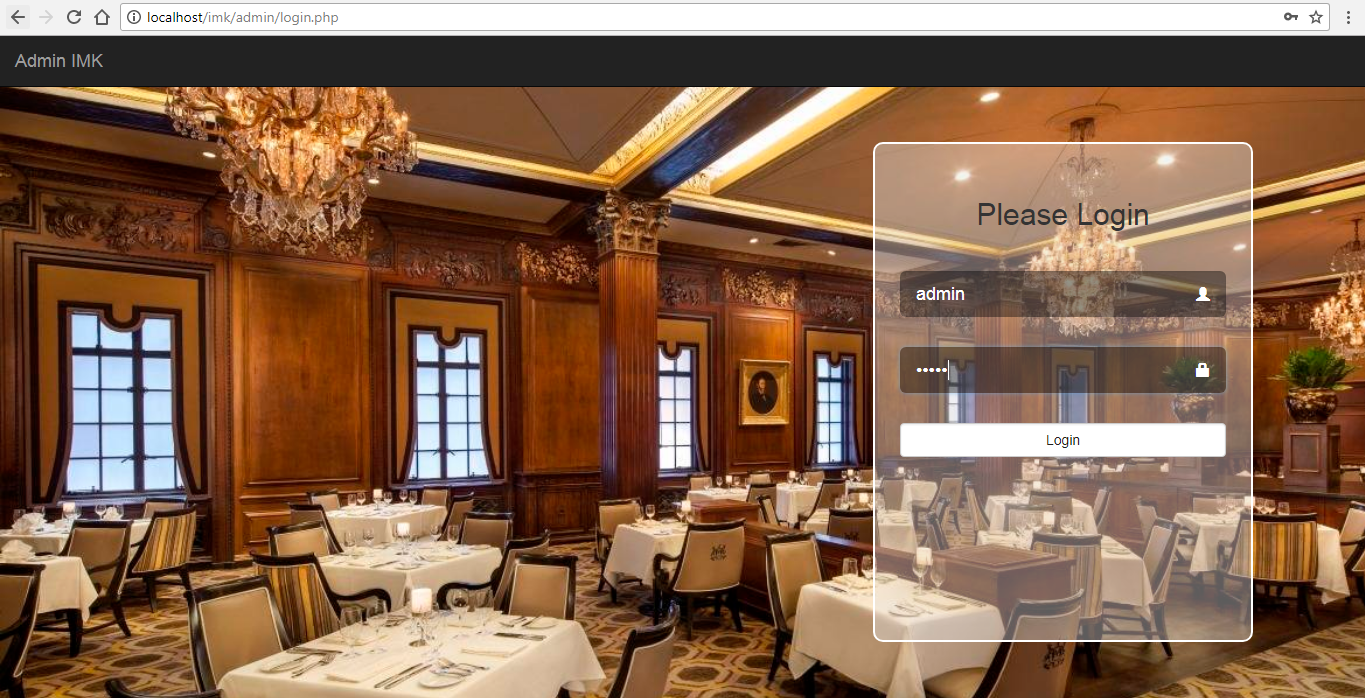 localhost/imk/admin/login.php
Admin IMK
Please Login
admin
•••••
Login